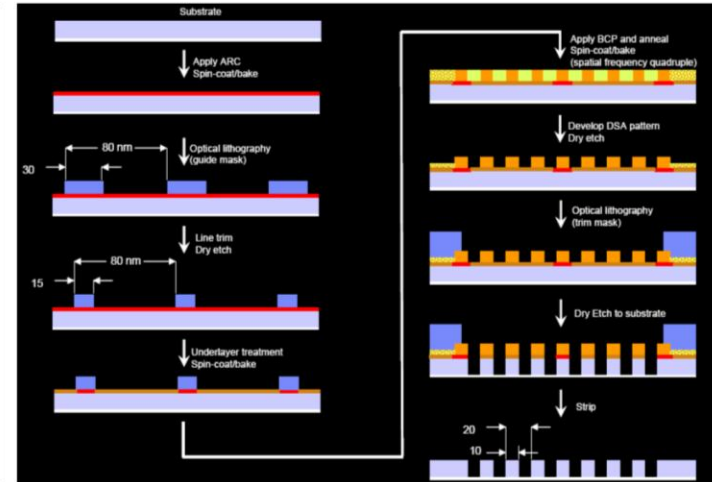 Substrate
Apply ARC
Spin-coat/bake
80 nm
Optical lithography
(guide mask)
30
Line trim
Dry etch
80 nm
15
Underlayer treatment
Spin-coat/bake
Apply BCP and anneal
Spin-coat/bake
(spatial frequency quadruple)
Develop DSA pattern
Dry etch
Optical lithography
(trim mask)
Dry Etch to substrate
Strip
20
10